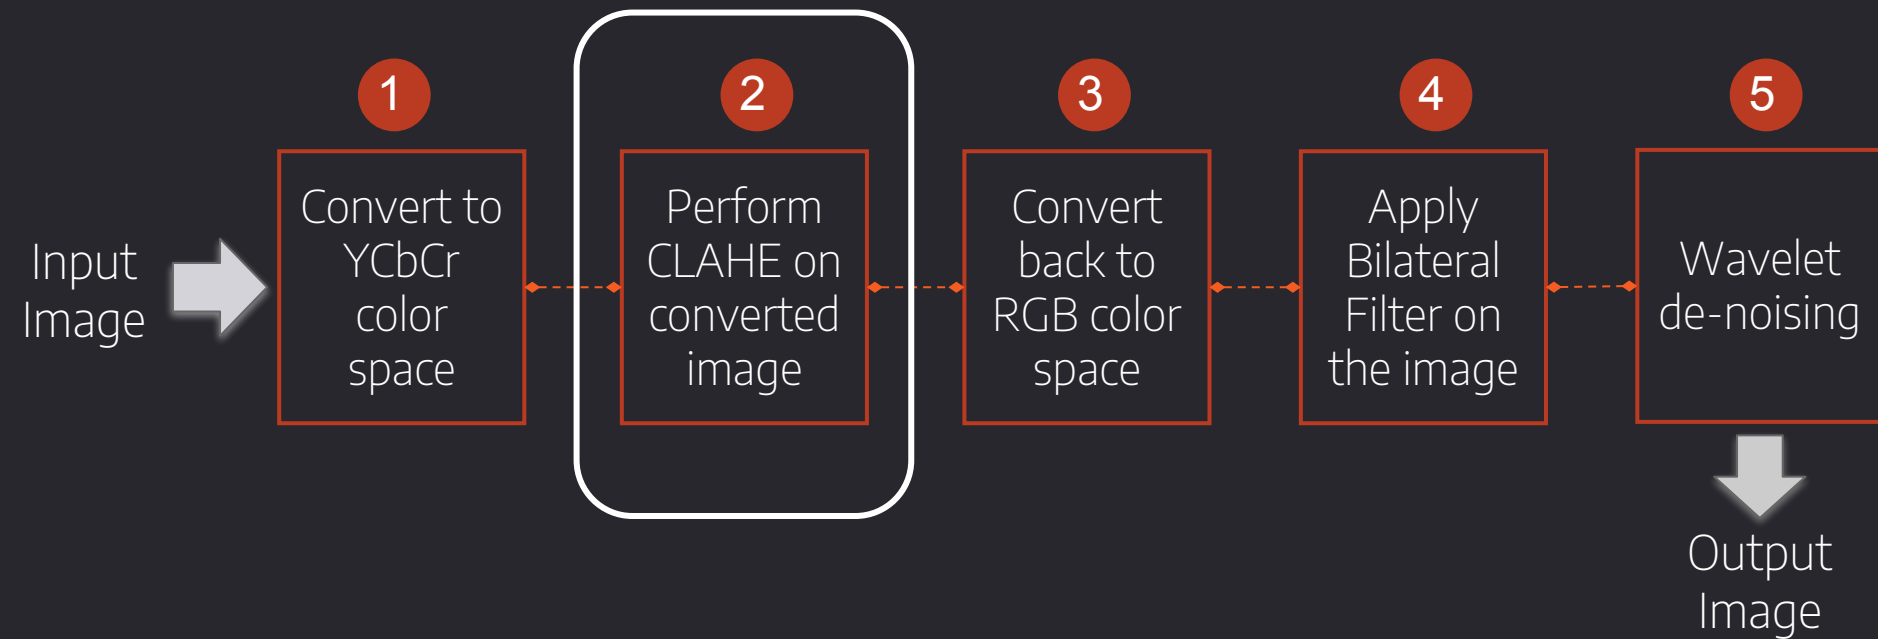 Input
Image
1
Convert to
YCbCr
color
space
2
Perform
CLAHE on
converted
image
3
Convert
back to
RGB color
space
4
Apply
Bilateral
Filter on
the image
5
Wavelet
de-noising
Output
Image